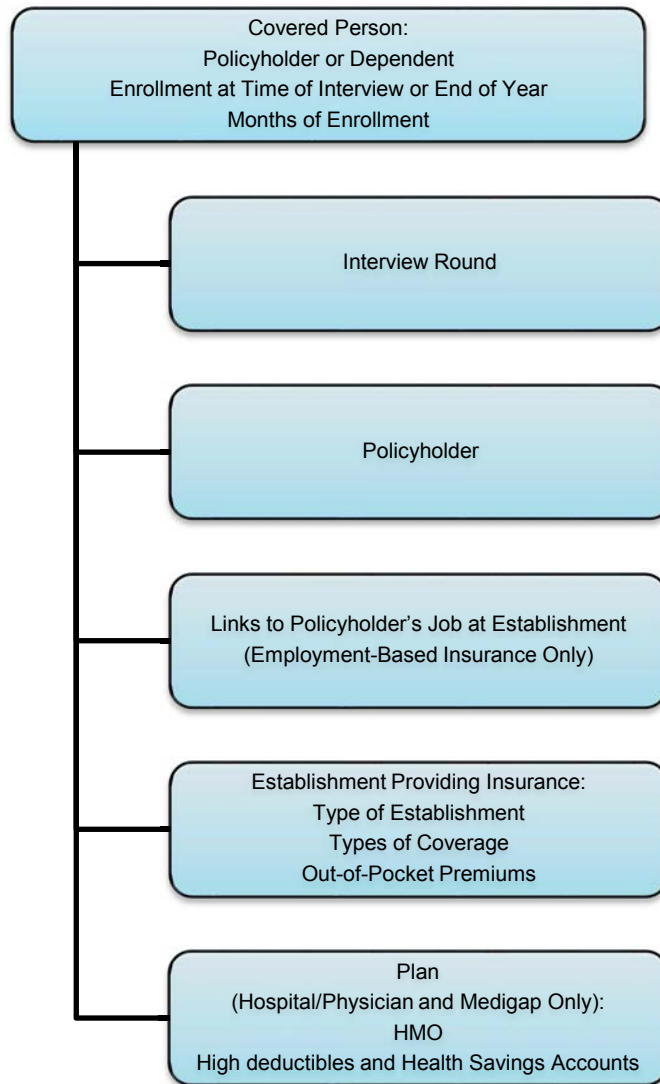 Covered Person:
Policyholder or Dependent
Enrollment at Time of Interview or End of Year
Months of Enrollment
Interview Round
Policyholder
Links to Policyholder’s Job at Establishment
(Employment-Based Insurance Only)
Establishment Providing Insurance:
Type of Establishment
Types of Coverage
Out-of-Pocket Premiums
Plan
(Hospital/Physician and Medigap Only):
HMO
High deductibles and Health Savings Accounts